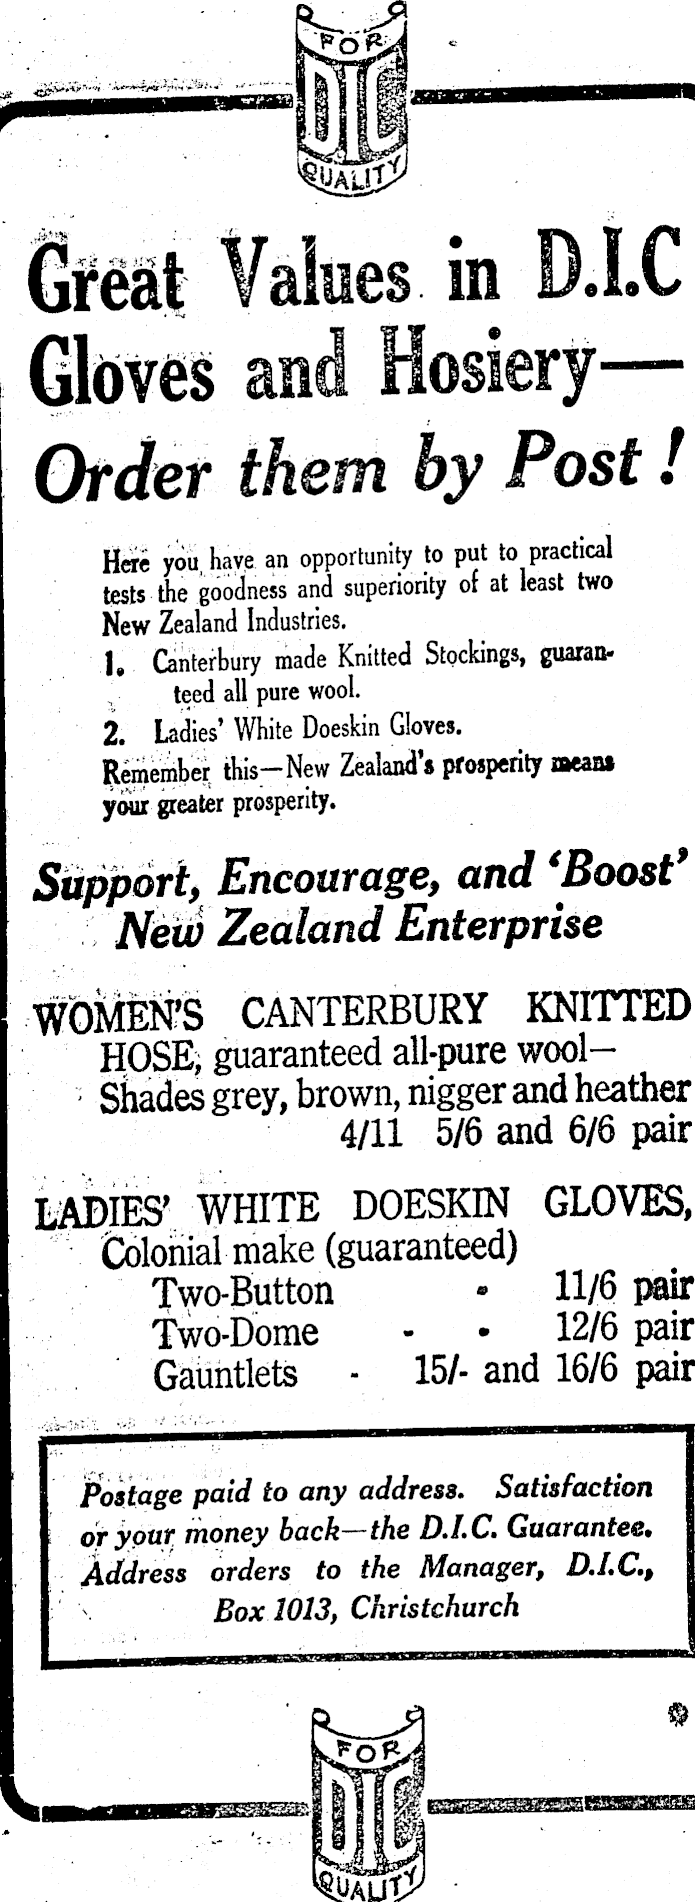 FOR
DIC
QUALITY
Great Values in D.I.C
Gloves and Hosiery—
Order them by Post !
Here you have an opportunity to put to practical
tests the goodness and superiority of at least two
New Zealand Industries.
1. Canterbury made Knitted Stockings, guaran-
teed all pure wool.
2. Ladies' White Doeskin Gloves.
Remember this—New Zealand's prosperity means
your greater prosperity.
Support, Encourage, and 'Boost'
New Zealand Enterprise
WOMEN'S CANTERBURY KNITTED
HOSE, guaranteed all-pure wool—
Shades grey, brown, nigger and heather
4/11 5/6 and 6/6 pair
LADIES' WHITE DOESKIN GLOVES,
Colonial make (guaranteed)
Two-Button - 11/6 pair
Two-Dome - - 12/6 pair
Gauntlets - 15/- and 16/6 pair
Postage paid to any address. Satisfaction
or your money back—the D.I.C. Guarantee.
Address orders to the Manager, D.I.C.,
Box 1013, Christchurch
FOR
DIC
QUALITY